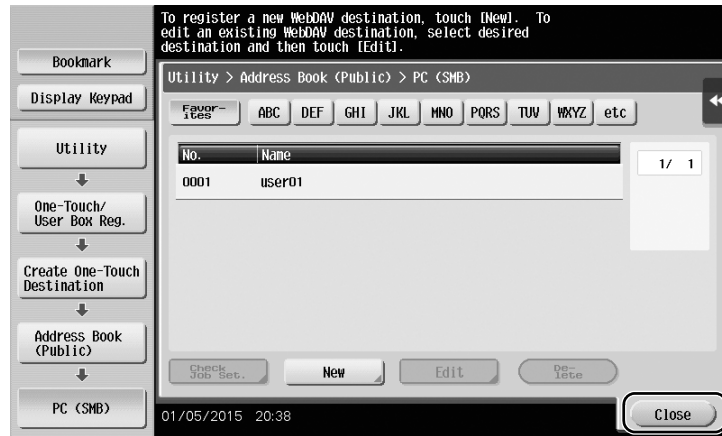 To register a new WebDAV destination, touch [New]. To
edit an existing WebDAV destination, select desired
destination and then touch [Edit].
Bookmark
Display Keypad
Utility
One-Touch/
User Box Reg.
Create One-Touch
Destination
Address Book
(Public)
PC (SMB)
Utility > Address Book (Public) > PC (SMB)
Favor-
ites
ABC DEF GHI JKL MNO PQRS TUV WXYZ etc
No. Name
1/ 1
0001 user01
Check
Job Set.
New
Edit
De-
lete
01/05/2015 20:38
Close